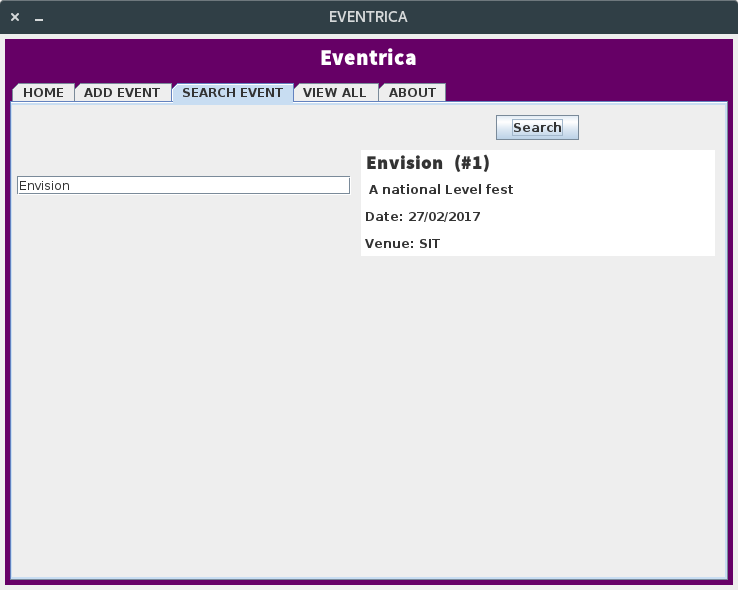 EVENTRICA
Eventrica
HOME ADD EVENT SEARCH EVENT VIEW ALL ABOUT
Search
Envision (#1)
A national Level fest
Envision
Date: 27/02/2017
Venue: SIT